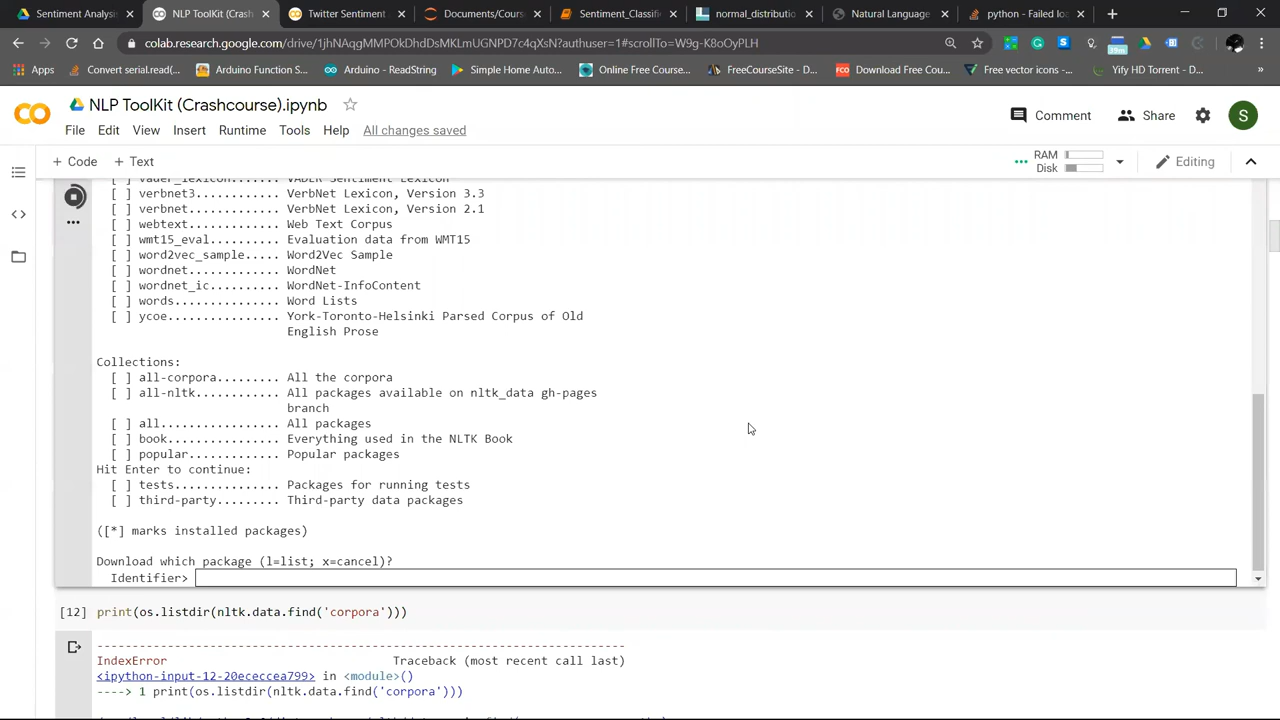 Sentiment Analysis
NLP ToolKit (Crash
Twitter Sentiment
Documents/Cour
Sentiment_Classifi
normal_distributio
Natural Language
python - Failed lo
colab.research.google.com/drive/1jhNAqgMMPOkDhdDsMKLmUGNPD7c4qXsN?authuser=1#scrollTo=W9g-K8oOyPLH
Apps
Convert serial.read(...
Arduino Function S...
Arduino - ReadString
Simple Home Auto...
Online Free Course...
FreeCourseSite - D...
Download Free Cou...
Free vector icons -...
Yify HD Torrent - D...
NLP ToolKit (Crashcourse).ipynb
Comment
Share
S
File Edit View Insert Runtime Tools Help All changes saved
+ Code + Text
RAM
Disk
Editing
[ ] vader_lexicon....... VADER Sentiment Lexicon
[ ] verbnet3............ VerbNet Lexicon, Version 3.3
[ ] verbnet............. VerbNet Lexicon, Version 2.1
[ ] webtext............. Web Text Corpus
[ ] wmt15_eval.......... Evaluation data from WMT15
[ ] word2vec_sample..... Word2Vec Sample
[ ] wordnet............. WordNet
[ ] wordnet_ic.......... WordNet-InfoContent
[ ] words............... Word Lists
[ ] ycoe................ York-Toronto-Helsinki Parsed Corpus of Old
English Prose
Collections:
[ ] all-corpora......... All the corpora
[ ] all-nltk............ All packages available on nltk_data gh-pages
branch
[ ] all................. All packages
[ ] book................ Everything used in the NLTK Book
[ ] popular............. Popular packages
Hit Enter to continue:
[ ] tests............... Packages for running tests
[ ] third-party......... Third-party data packages
([*] marks installed packages)
Download which package (l=list; x=cancel)?
Identifier>
[12] print(os.listdir(nltk.data.find('corpora')))
IndexError Traceback (most recent call last)
<ipython-input-12-20ececcea799> in <module>()
----> 1 print(os.listdir(nltk.data.find('corpora')))